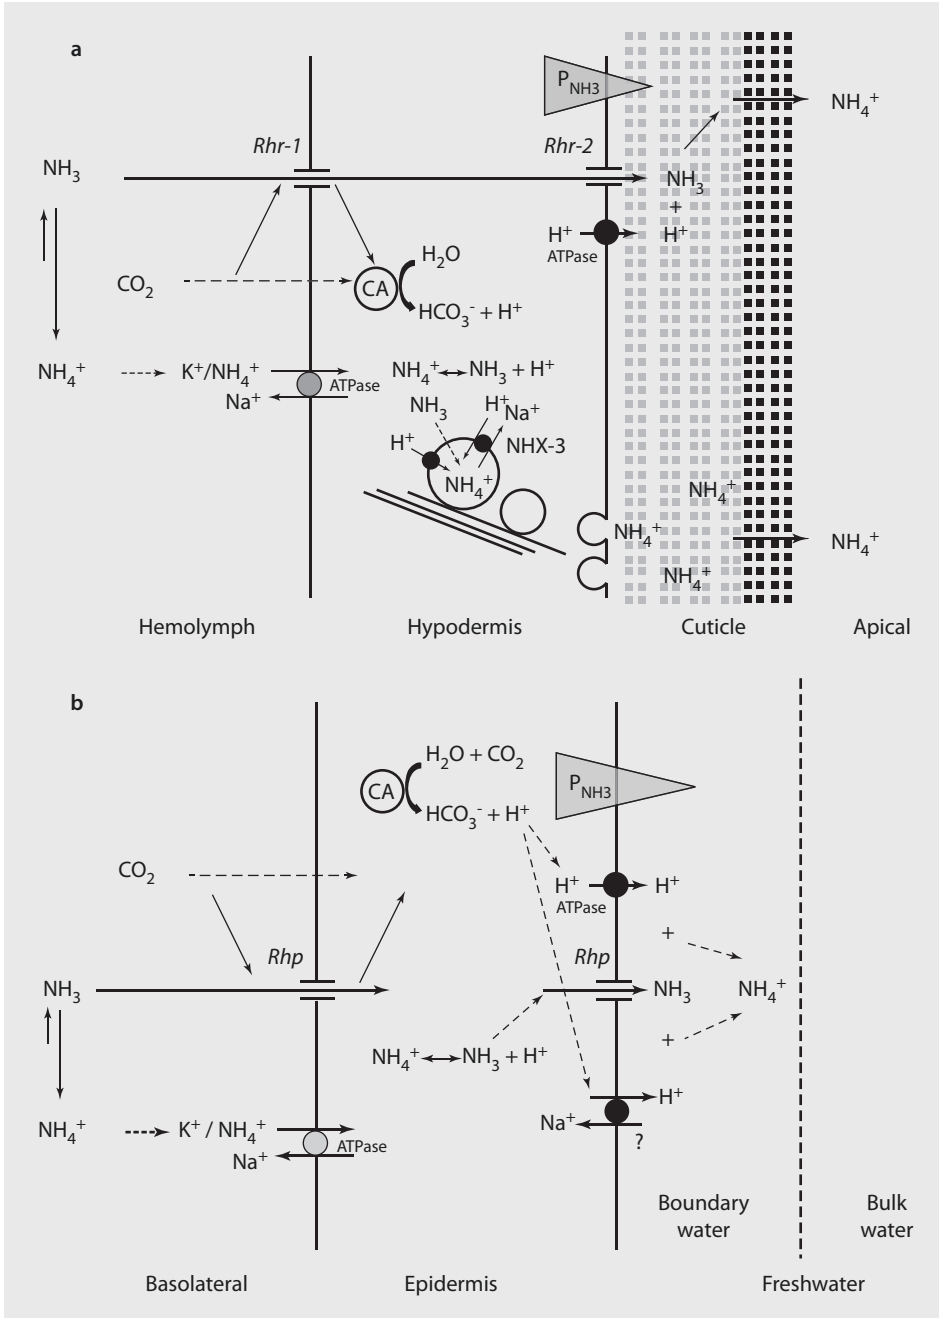 a
P_NH3
NH₄⁺
Rhr-1
Rhr-2
NH₃
NH₃
+
H⁺
H⁺
ATPase
CO₂
H₂O
CA
HCO₃⁻ + H⁺
NH₄⁺
K⁺/NH₄⁺
ATPase
Na⁺
NH₄⁺ NH₃ + H⁺
NH₃
H⁺
Na⁺
H⁺
NHX-3
NH₄⁺
NH₄⁺
NH₄⁺
NH₄⁺
NH₄⁺
Hemolymph
Hypodermis
Cuticle
Apical
b
H₂O + CO₂
CA
HCO₃⁻ + H⁺
P_NH3
CO₂
H⁺
ATPase
H⁺
+
Rhp
Rhp
NH₃
NH₃
NH₄⁺
+
NH₄⁺ NH₃ + H⁺
H⁺
Na⁺
?
NH₄⁺
K⁺ / NH₄⁺
ATPase
Na⁺
Boundary
water
Bulk
water
Basolateral
Epidermis
Freshwater